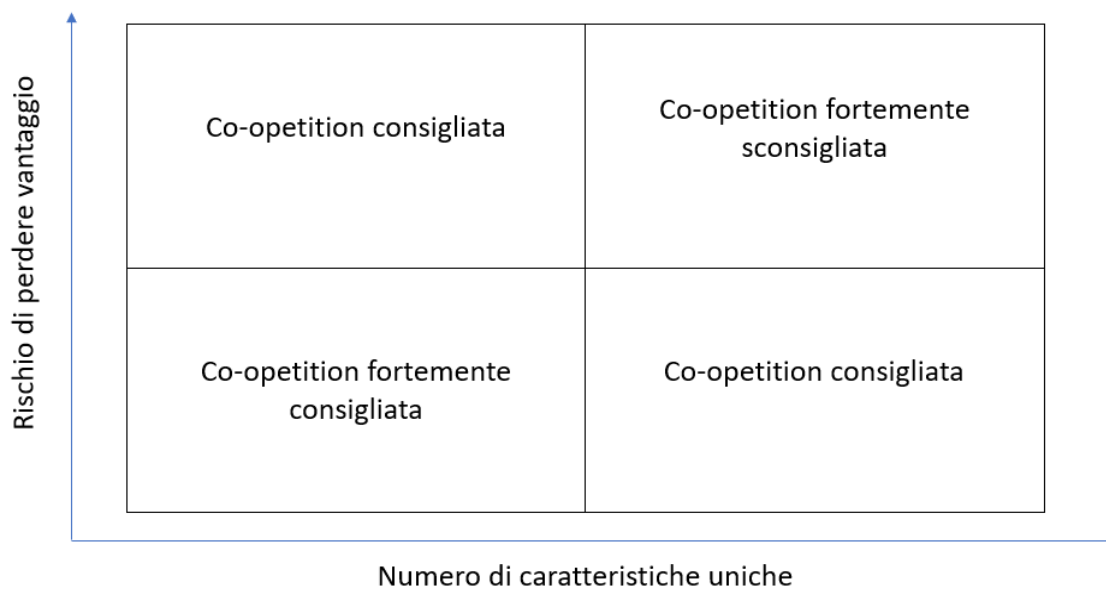 Rischio di perdere vantaggio
Co-opetition consigliata
Co-opetition fortemente
sconsigliata
Co-opetition fortemente
consigliata
Co-opetition consigliata
Numero di caratteristiche uniche